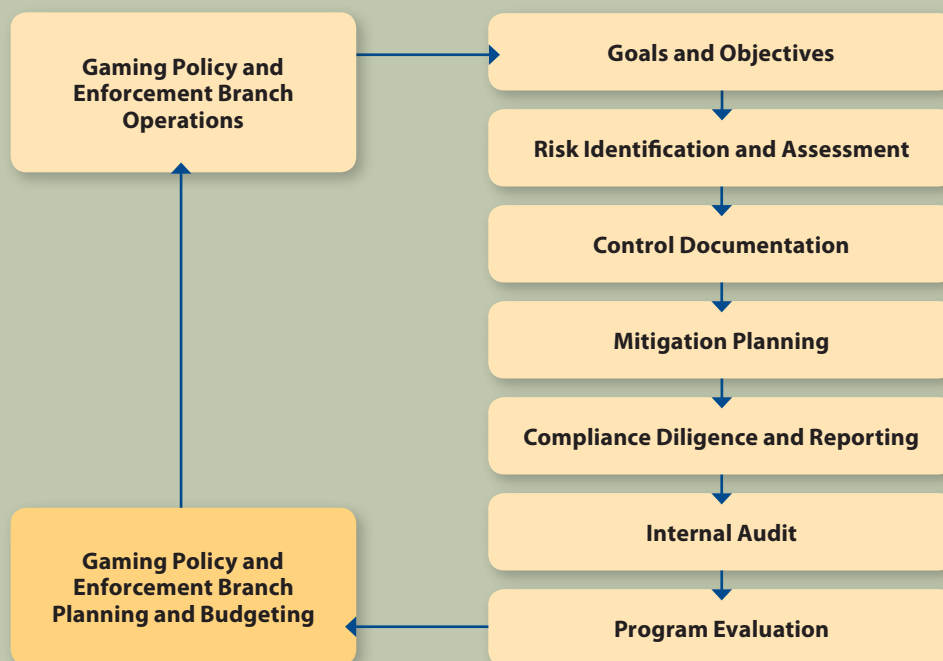 Gaming Policy and
Enforcement Branch
Operations
Goals and Objectives
Risk Identification and Assessment
Control Documentation
Mitigation Planning
Compliance Diligence and Reporting
Internal Audit
Program Evaluation
Gaming Policy and
Enforcement Branch
Planning and Budgeting